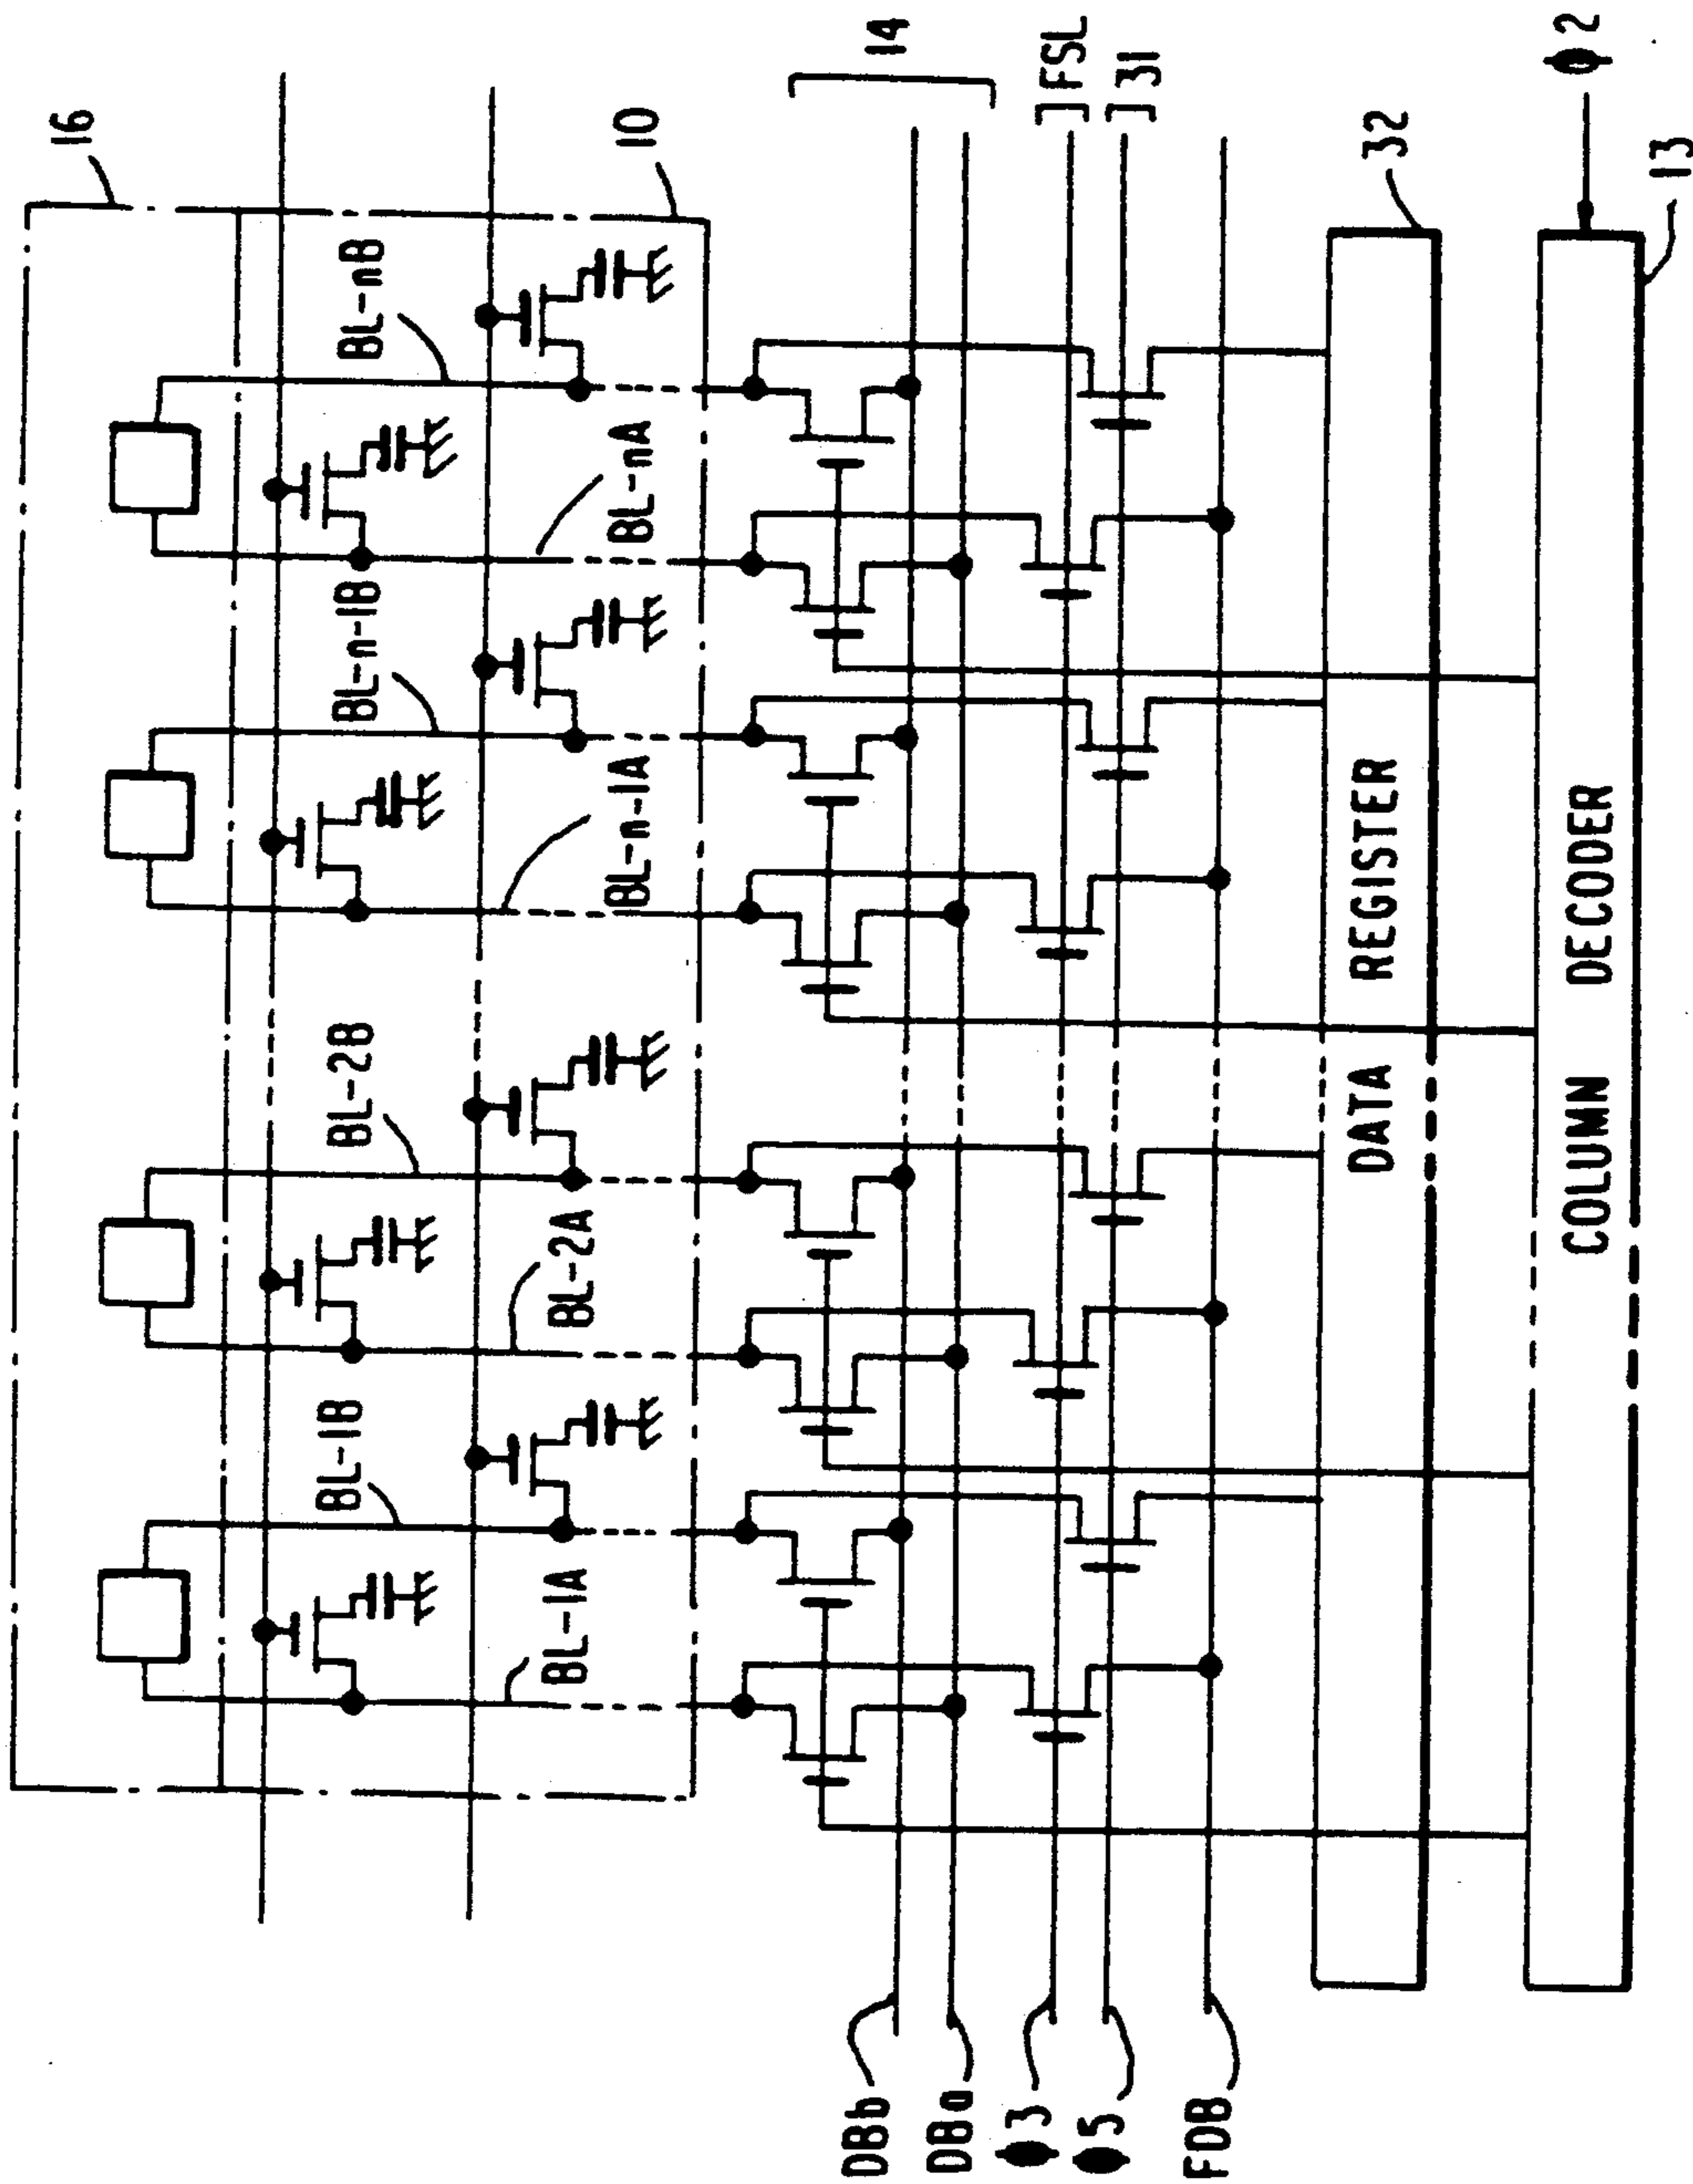 16
10
BL-1A
BL-1B
BL-2A
BL-2B
BL-n-1A
BL-n-1B
BL-nA
BL-nB
14
DBb
DBa
φ3
]FSL
φ5
]31
FDB
DATA REGISTER
32
COLUMN DECODER
φ2
13